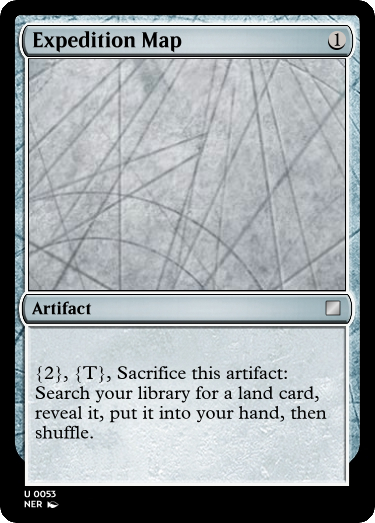 Expedition Map 1
Artifact
{2}, {T}, Sacrifice this artifact:
Search your library for a land card,
reveal it, put it into your hand, then
shuffle.
U 0053
NER